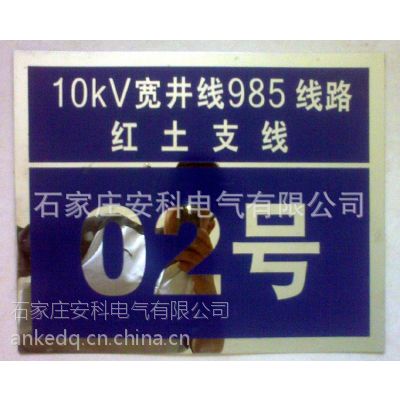 10kV宽井线985线路
红土支线
石家庄安科电气有限公司
02号
石家庄安科电气有限公司
ankedq.cn.china.cn